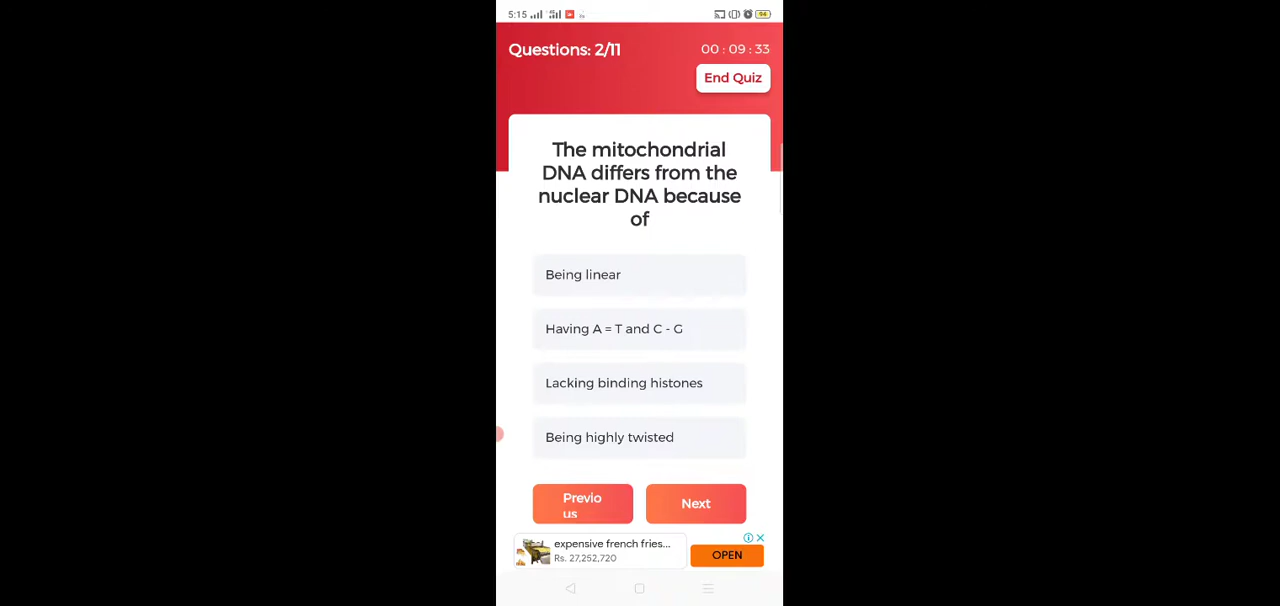 5:15
94
Questions: 2/11
00 : 09 : 33
End Quiz
The mitochondrial
DNA differs from the
nuclear DNA because
of
Being linear
Having A = T and C - G
Lacking binding histones
Being highly twisted
Previo
us
Next
expensive french fries...
Rs. 27,252,720
OPEN